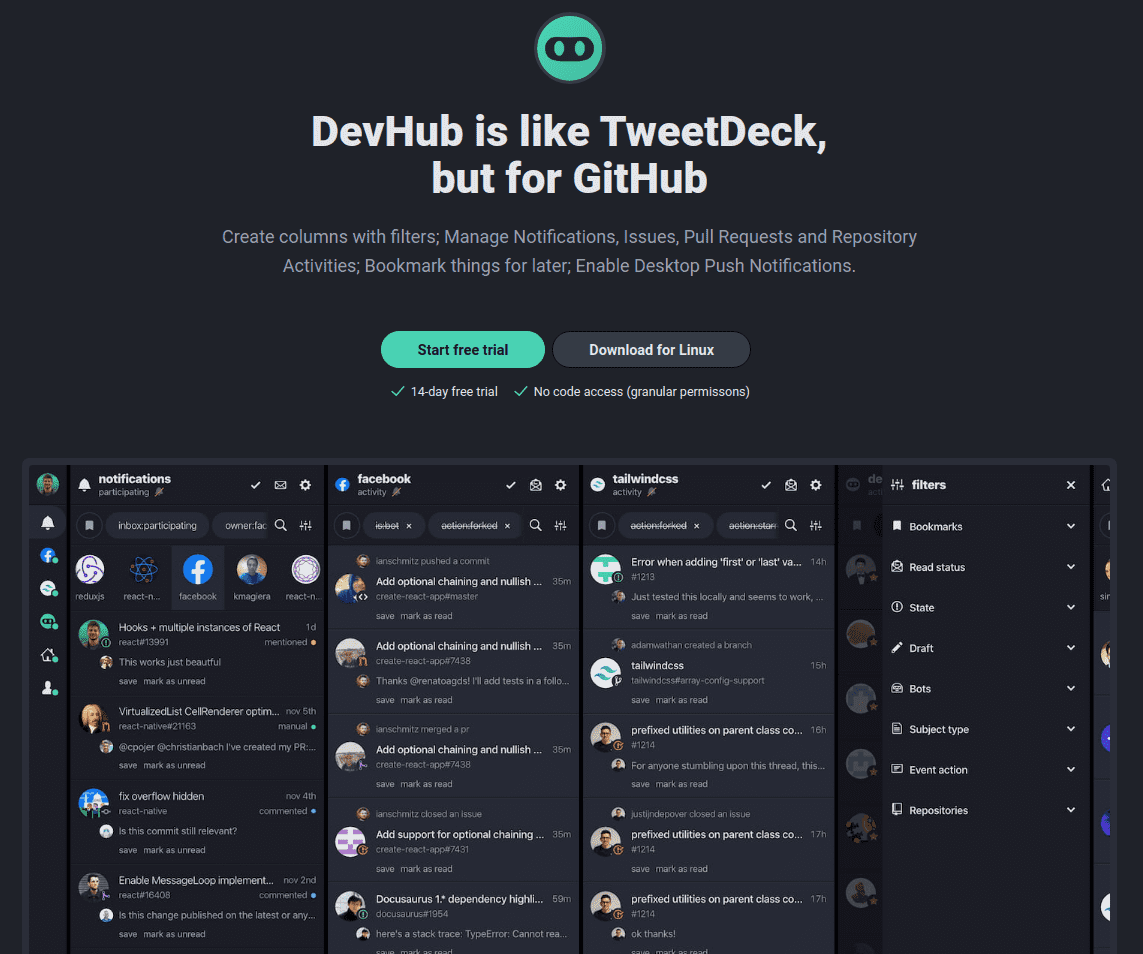 DevHub is like TweetDeck,
but for GitHub
Create columns with filters; Manage Notifications, Issues, Pull Requests and Repository
Activities; Bookmark things for later; Enable Desktop Push Notifications.
Start free trial
Download for Linux
14-day free trial
No code access (granular permissons)
notifications
participating
inbox:participating
owner:fac
reduxjs
react-n...
facebook
kmagiera
react-n...
Hooks + multiple instances of React
1d
react#13991
mentioned
This works just beautful
save mark as unread
VirtualizedList CellRenderer optim...
nov 5th
react-native#21163
manual
@cpojer @christianbach I've created my PR:...
save mark as unread
fix overflow hidden
nov 4th
react-native
commented
Is this commit still relevant?
save mark as unread
Enable MessageLoop implement...
nov 2nd
react#16408
commented
Is this change published on the latest or any...
save mark as unread
facebook
activity
is:bot
action:forked
ianschmitz pushed a commit
Add optional chaining and nullish ...
35m
create-react-app#master
save mark as read
Add optional chaining and nullish ...
35m
create-react-app#7438
Thanks @renatoagds! I'll add tests in a follo...
save mark as read
ianschmitz merged a pr
Add optional chaining and nullish ...
35m
create-react-app#7438
save mark as read
ianschmitz closed an issue
Add support for optional chaining ...
35m
create-react-app#7431
save mark as read
Docusaurus 1.* dependency highli...
59m
docusaurus#1954
here's a stack trace: TypeError: Cannot rea...
save mark as read
tailwindcss
activity
action:forked
action:starr
Error when adding 'first' or 'last' va...
14h
#1213
Just tested this locally and seems to work, ...
save mark as read
adamwathan created a branch
tailwindcss
15h
tailwindcss#array-config-support
save mark as read
prefixed utilities on parent class co...
16h
#1214
For anyone stumbling upon this thread, this...
save mark as read
justijndepover closed an issue
prefixed utilities on parent class co...
17h
#1214
save mark as read
prefixed utilities on parent class co...
17h
#1214
ok thanks!
save mark as read
de
filters
Bookmarks
Read status
State
Draft
Bots
Subject type
Event action
Repositories